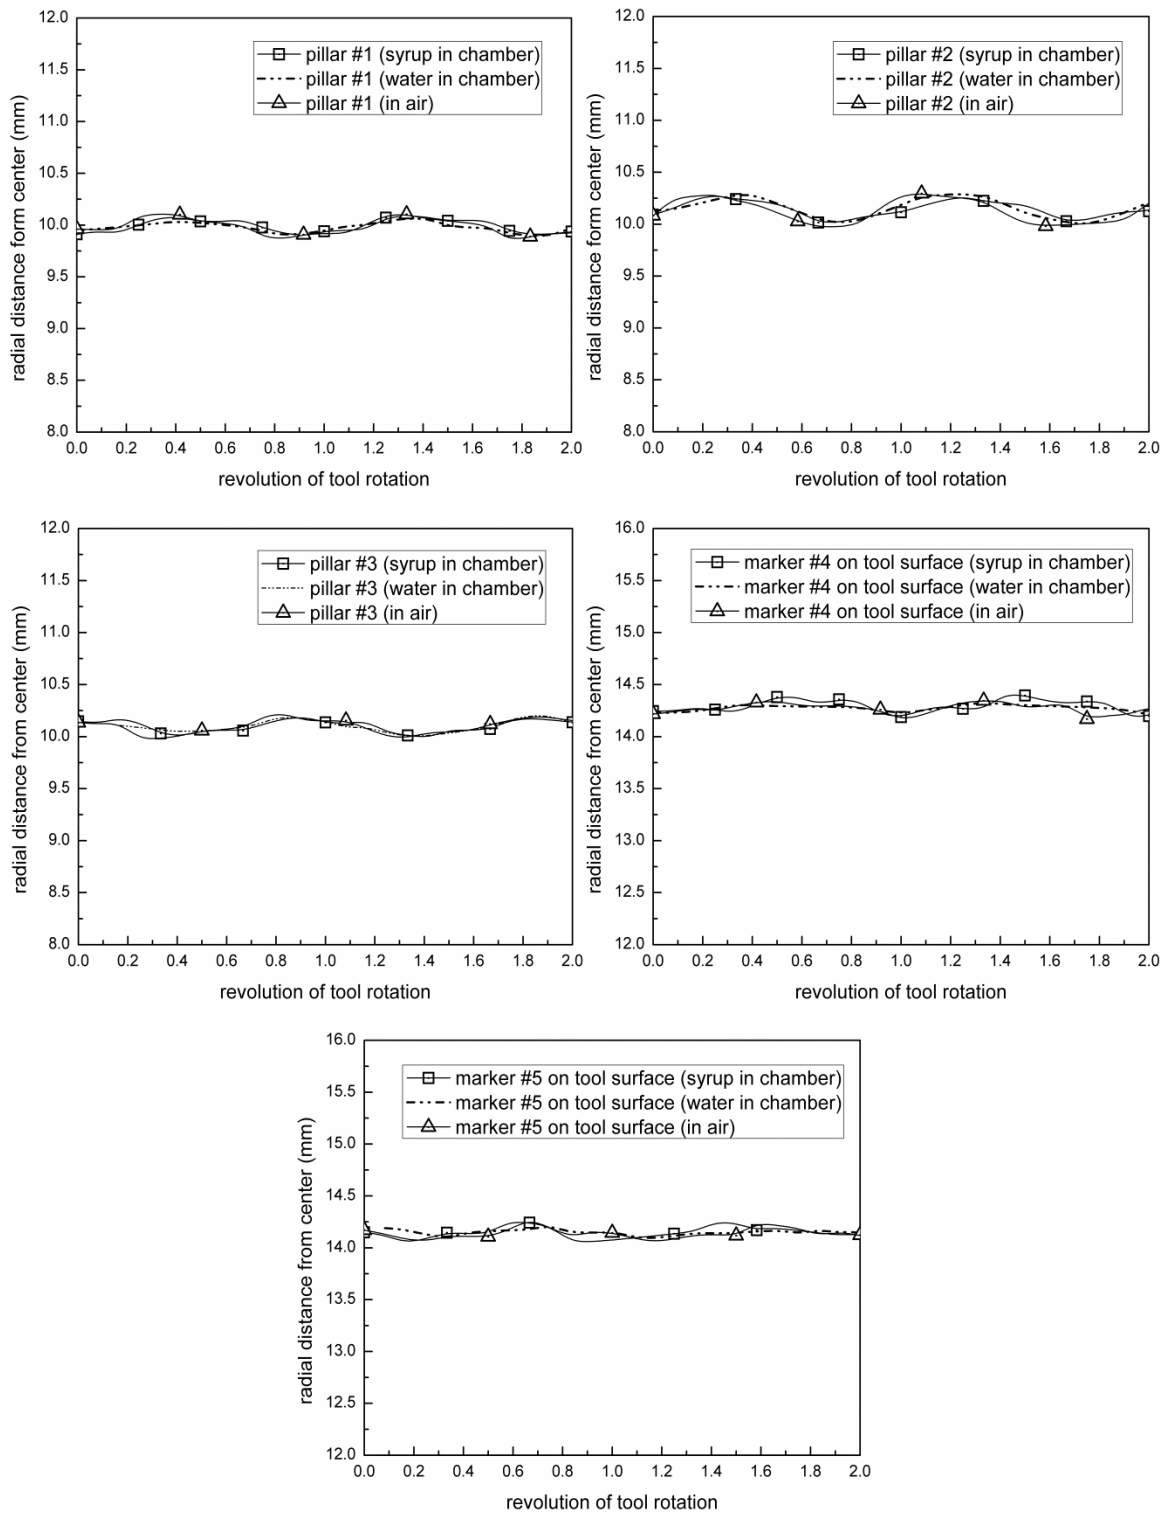 12.0
11.5
11.0
10.5
10.0
9.5
9.0
8.5
8.0
radial distance form center (mm)
pillar #1 (syrup in chamber)
pillar #1 (water in chamber)
pillar #1 (in air)
0.0 0.2 0.4 0.6 0.8 1.0 1.2 1.4 1.6 1.8 2.0
revolution of tool rotation
12.0
11.5
11.0
10.5
10.0
9.5
9.0
8.5
8.0
radial distance form center (mm)
pillar #2 (syrup in chamber)
pillar #2 (water in chamber)
pillar #2 (in air)
0.0 0.2 0.4 0.6 0.8 1.0 1.2 1.4 1.6 1.8 2.0
revolution of tool rotation
12.0
11.5
11.0
10.5
10.0
9.5
9.0
8.5
8.0
radial distance from center (mm)
pillar #3 (syrup in chamber)
pillar #3 (water in chamber)
pillar #3 (in air)
0.0 0.2 0.4 0.6 0.8 1.0 1.2 1.4 1.6 1.8 2.0
revolution of tool rotation
16.0
15.5
15.0
14.5
14.0
13.5
13.0
12.5
12.0
radial distance from center (mm)
marker #4 on tool surface (syrup in chamber)
marker #4 on tool surface (water in chamber)
marker #4 on tool surface (in air)
0.0 0.2 0.4 0.6 0.8 1.0 1.2 1.4 1.6 1.8 2.0
revolution of tool rotation
16.0
15.5
15.0
14.5
14.0
13.5
13.0
12.5
12.0
radial distance from center (mm)
marker #5 on tool surface (syrup in chamber)
marker #5 on tool surface (water in chamber)
marker #5 on tool surface (in air)
0.0 0.2 0.4 0.6 0.8 1.0 1.2 1.4 1.6 1.8 2.0
revolution of tool rotation